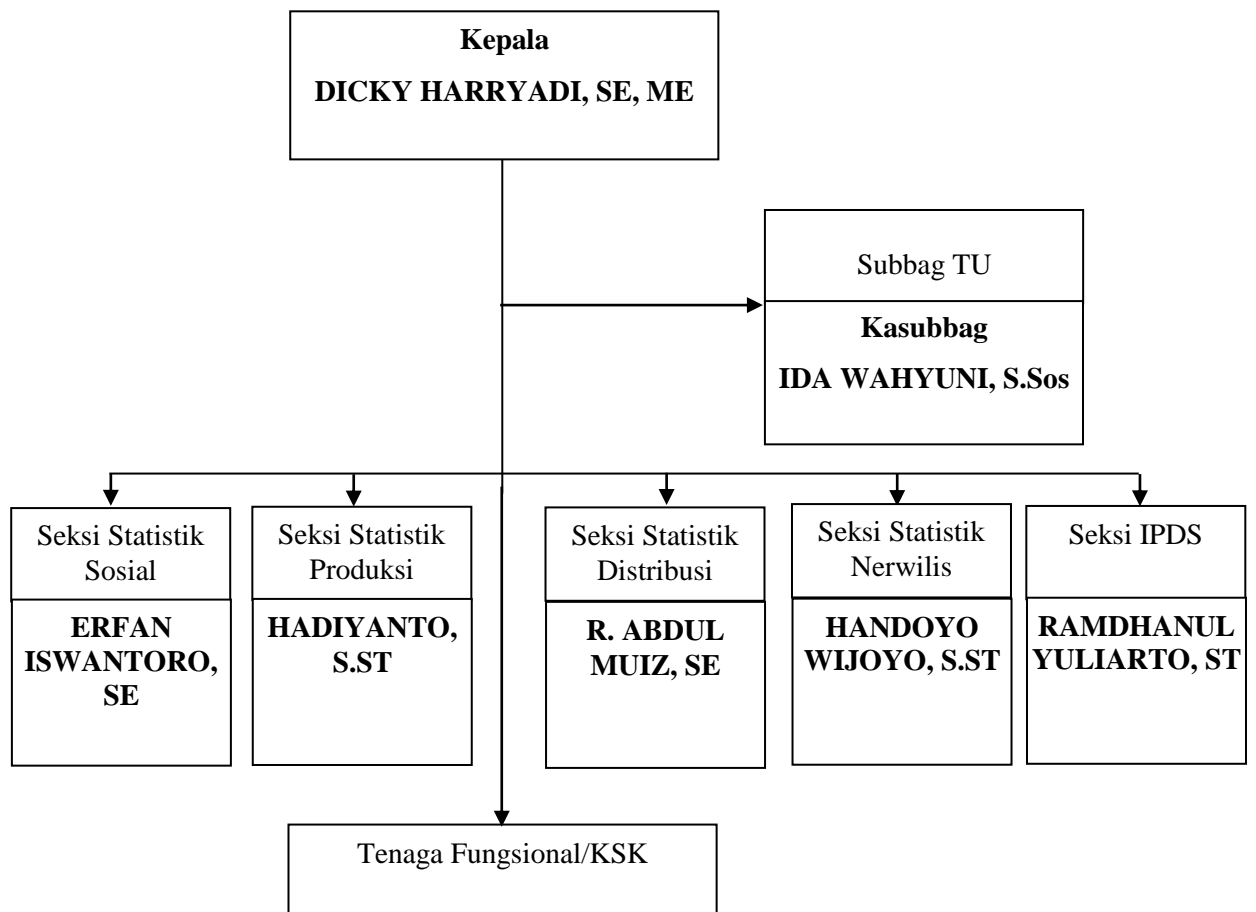 Kepala
DICKY HARRYADI, SE, ME
Subbag TU
Kasubbag
IDA WAHYUNI, S.Sos
Seksi Statistik
Sosial
ERFAN
ISWANTORO,
SE
Seksi Statistik
Produksi
HADIYANTO,
S.ST
Seksi Statistik
Distribusi
R. ABDUL
MUIZ, SE
Seksi Statistik
Nerwilis
HANDOYO
WIJOYO, S.ST
Seksi IPDS
RAMDHANUL
YULIARTO, ST
Tenaga Fungsional/KSK